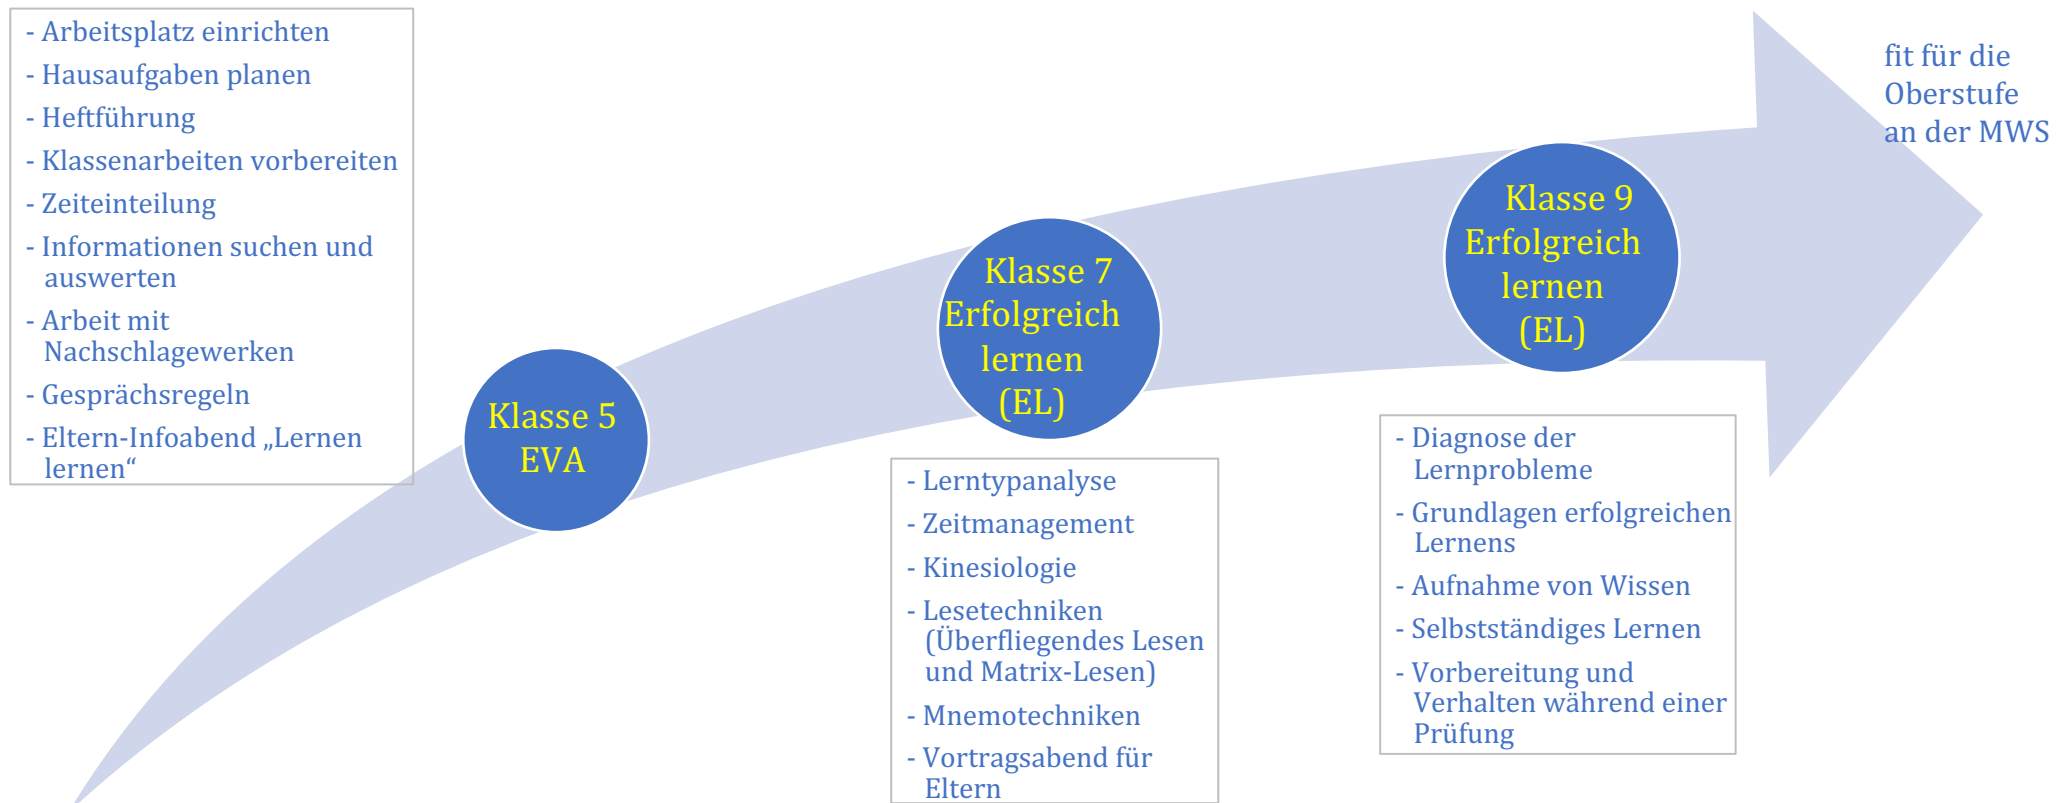 - Arbeitsplatz einrichten
- Hausaufgaben planen
- Heftführung
- Klassenarbeiten vorbereiten
- Zeiteinteilung
- Informationen suchen und
auswerten
- Arbeit mit
Nachschlagewerken
- Gesprächsregeln
- Eltern-Infoabend „Lernen
lernen“
Klasse 5
EVA
Klasse 7
Erfolgreich
lernen
(EL)
- Lerntypanalyse
- Zeitmanagement
- Kinesiologie
- Lesetechniken
(Überfliegendes Lesen
und Matrix-Lesen)
- Mnemotechniken
- Vortragsabend für
Eltern
Klasse 9
Erfolgreich
lernen
(EL)
- Diagnose der
Lernprobleme
- Grundlagen erfolgreichen
Lernens
- Aufnahme von Wissen
- Selbstständiges Lernen
- Vorbereitung und
Verhalten während einer
Prüfung
fit für die
Oberstufe
an der MWS